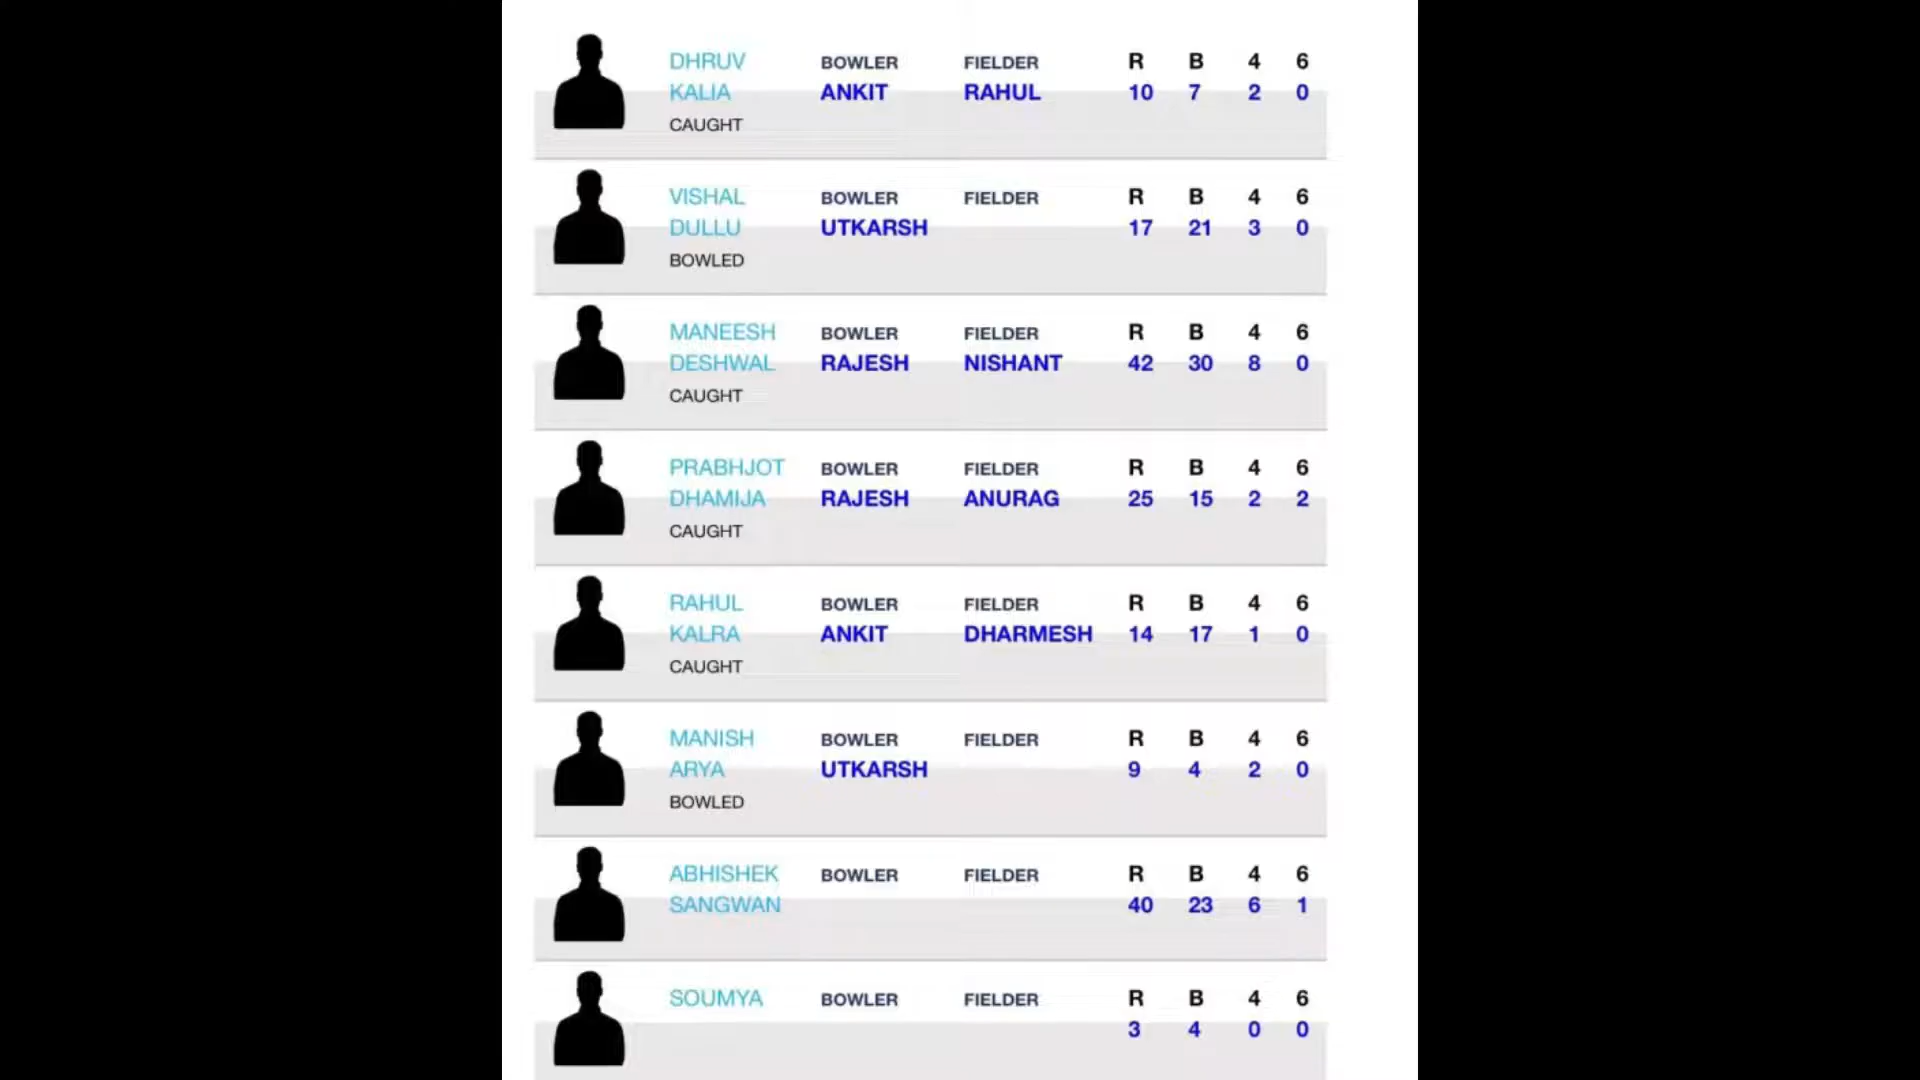 DHRUV BOWLER FIELDER R B 4 6
KALIA ANKIT RAHUL 10 7 2 0
CAUGHT
VISHAL BOWLER FIELDER R B 4 6
DULLU UTKARSH 17 21 3 0
BOWLED
MANEESH BOWLER FIELDER R B 4 6
DESHWAL RAJESH NISHANT 42 30 8 0
CAUGHT
PRABHJOT BOWLER FIELDER R B 4 6
DHAMIJA RAJESH ANURAG 25 15 2 2
CAUGHT
RAHUL BOWLER FIELDER R B 4 6
KALRA ANKIT DHARMESH 14 17 1 0
CAUGHT
MANISH BOWLER FIELDER R B 4 6
ARYA UTKARSH 9 4 2 0
BOWLED
ABHISHEK BOWLER FIELDER R B 4 6
SANGWAN 40 23 6 1
SOUMYA BOWLER FIELDER R B 4 6
3 4 0 0